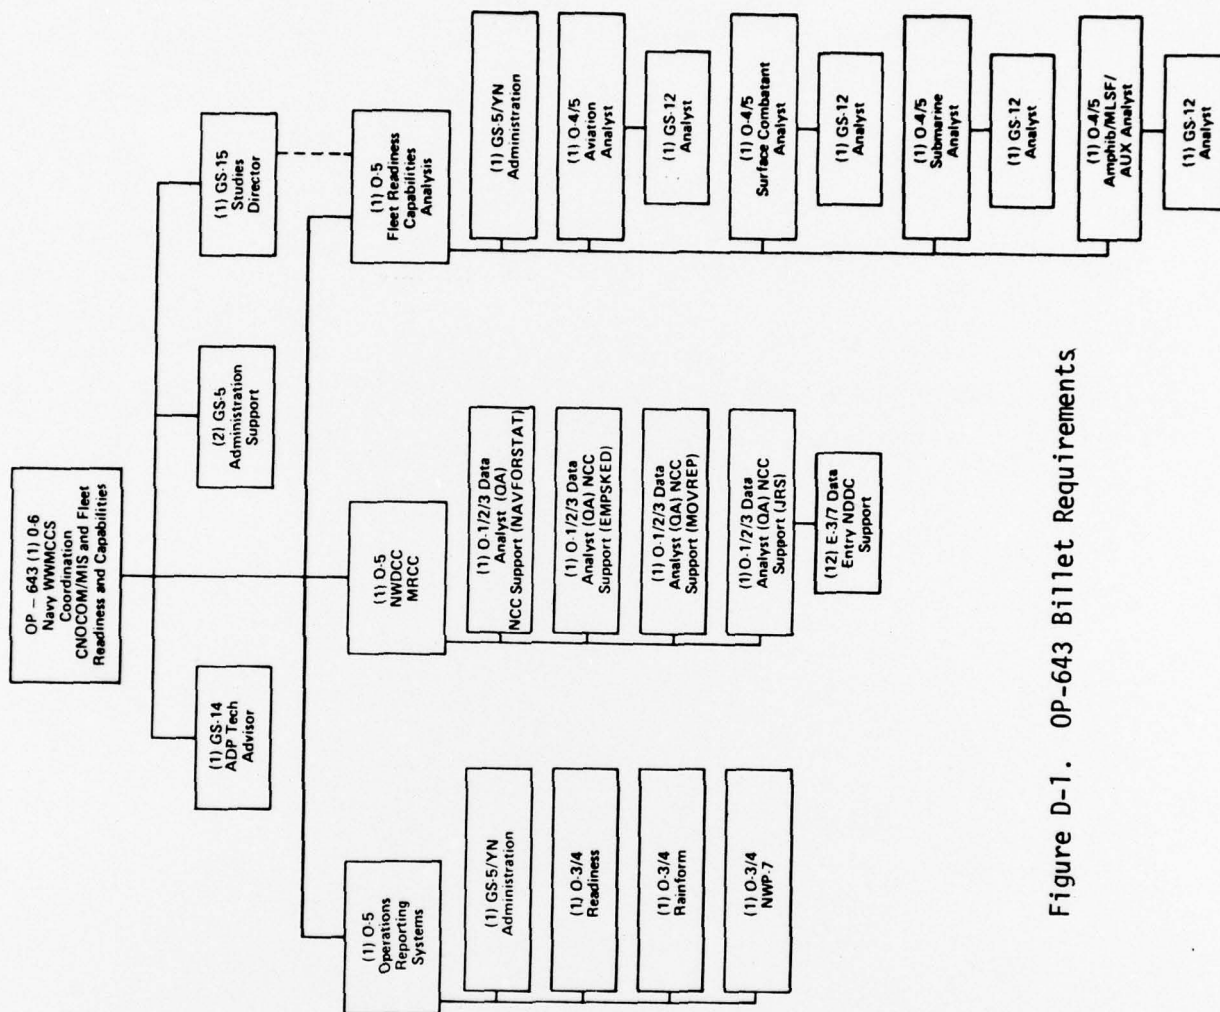 OP – 643 (1) O-6
Navy WWMCCS
Coordination
CNOCOM/MIS and Fleet
Readiness and Capabilities
(1) GS-14
ADP Tech
Advisor
(2) GS-5
Administration
Support
(1) GS-15
Studies
Director
(1) O-5
Operations
Reporting
Systems
(1) GS-5/YN
Administration
(1) O-3/4
Readiness
(1) O-3/4
Rainform
(1) O-3/4
NWP-7
(1) O-5
NWDCC
MRCC
(1) O-1/2/3 Data
Analyst (QA)
NCC Support (NAVFORSTAT)
(1) O-1/2/3 Data
Analyst (QA) NCC
Support (EMPSKED)
(1) O-1/2/3 Data
Analyst (QA) NCC
Support (MOVREP)
(1) O-1/2/3 Data
Analyst (QA) NCC
Support (JRS)
(12) E-3/7 Data
Entry NDDC
Support
(1) O-5
Fleet Readiness
Capabilities
Analysis
(1) GS-5/YN
Administration
(1) O-4/5
Aviation
Analyst
(1) GS-12
Analyst
(1) O-4/5
Surface Combatant
Analyst
(1) GS-12
Analyst
(1) O-4/5
Submarine
Analyst
(1) GS-12
Analyst
(1) O-4/5
Amphib/MLSF/
AUX Analyst
(1) GS-12
Analyst
Figure D-1. OP-643 Billet Requirements